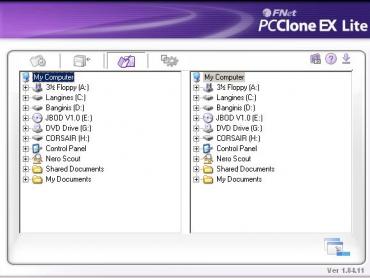 FNet
PCClone EX Lite
My Computer
3½ Floppy (A:)
Langines (C:)
Banginis (D:)
JBOD V1.0 (E:)
DVD Drive (G:)
CORSAIR (H:)
Control Panel
Nero Scout
Shared Documents
My Documents
My Computer
3½ Floppy (A:)
Langines (C:)
Banginis (D:)
JBOD V1.0 (E:)
DVD Drive (G:)
CORSAIR (H:)
Control Panel
Nero Scout
Shared Documents
My Documents
Ver 1.84.11